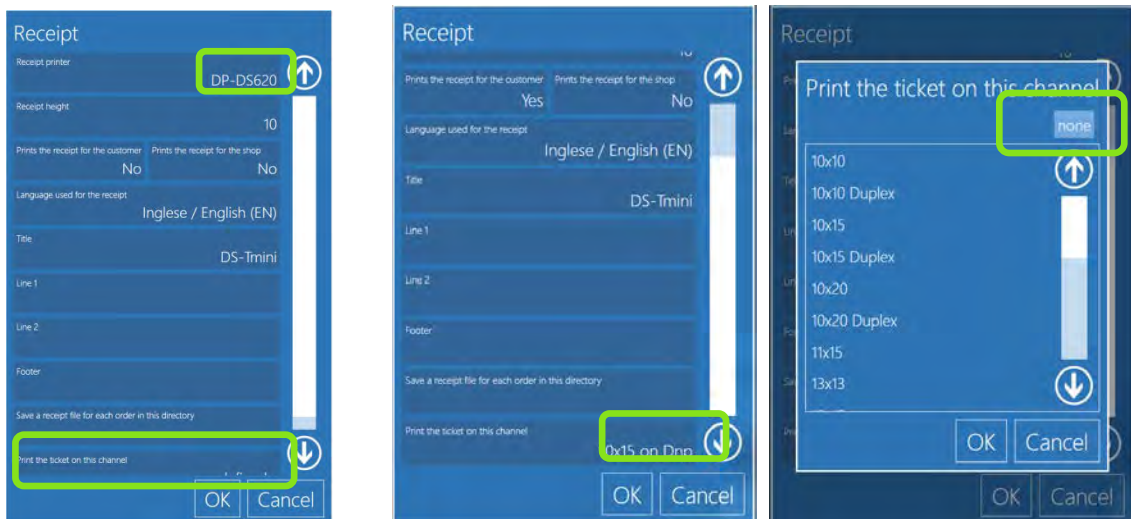 Receipt
Receipt printer
DP-DS620
Receipt height
10
Prints the receipt for the customer Prints the receipt for the shop
No No
Language used for the receipt
Inglese / English (EN)
Title
DS-Tmini
Line 1
Line 2
Footer
Save a receipt file for each order in this directory
Print the ticket on this channel
OK Cancel
Receipt
10
Prints the receipt for the customer Prints the receipt for the shop
Yes No
Language used for the receipt
Inglese / English (EN)
Title
DS-Tmini
Line 1
Line 2
Footer
Save a receipt file for each order in this directory
Print the ticket on this channel
0x15 on Dnp
OK Cancel
Receipt
Print the ticket on this channel
none
10x10
10x10 Duplex
10x15
10x15 Duplex
10x20
10x20 Duplex
11x15
13x13
OK Cancel
OK Cancel